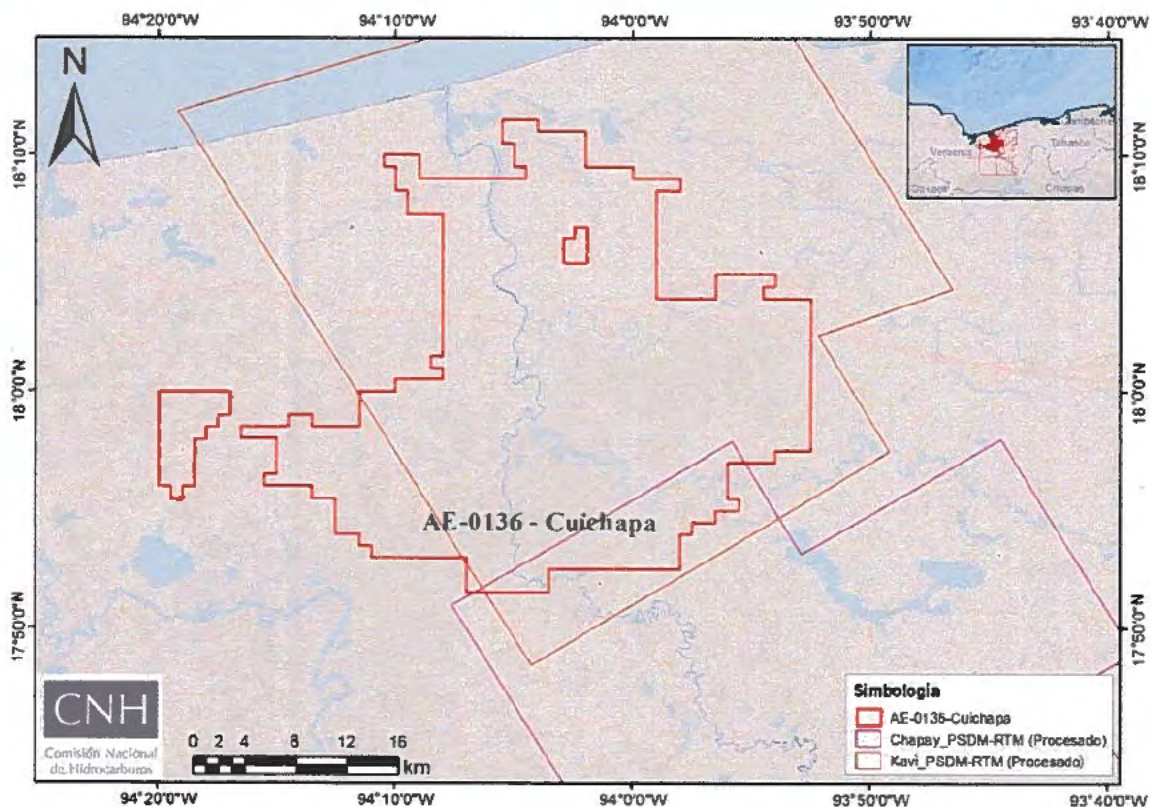 94°20'0"W 94°10'0"W 94°0'0"W 93°50'0"W 93°40'0"W
N
18°10'0"N 18°10'0"N
Veracruz Tabasco
Oaxaca Chiapas
18°0'0"N 18°0'0"N
AE-0136 - Cuichapa
17°50'0"N 17°50'0"N
CNH
Comisión Nacional
de Hidrocarburos
0 2 4 8 12 16
km
Simbología
AE-0136-Cuichapa
Chapay_PSDM-RTM (Procesado)
Kavi_PSDM-RTM (Procesado)
94°20'0"W 94°10'0"W 94°0'0"W 93°50'0"W 93°40'0"W